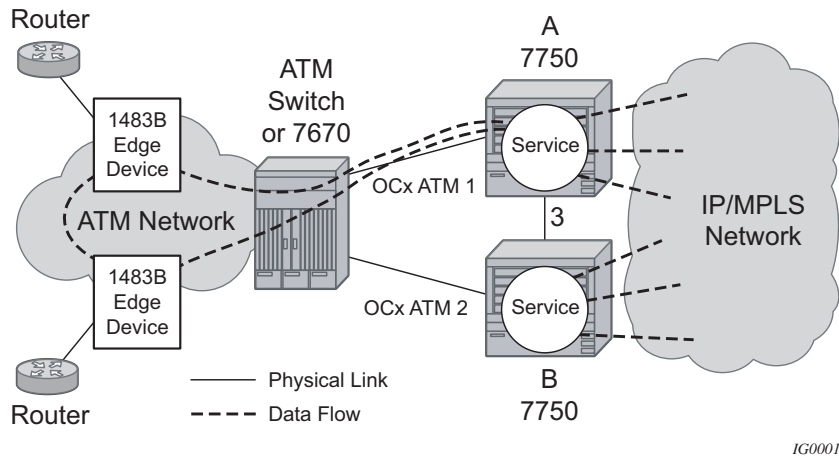 Router
1483B
Edge
Device
ATM Network
1483B
Edge
Device
Router
ATM
Switch
or 7670
OCx ATM 1
OCx ATM 2
A
7750
Service
3
Service
B
7750
IP/MPLS
Network
Physical Link
Data Flow
IG0001